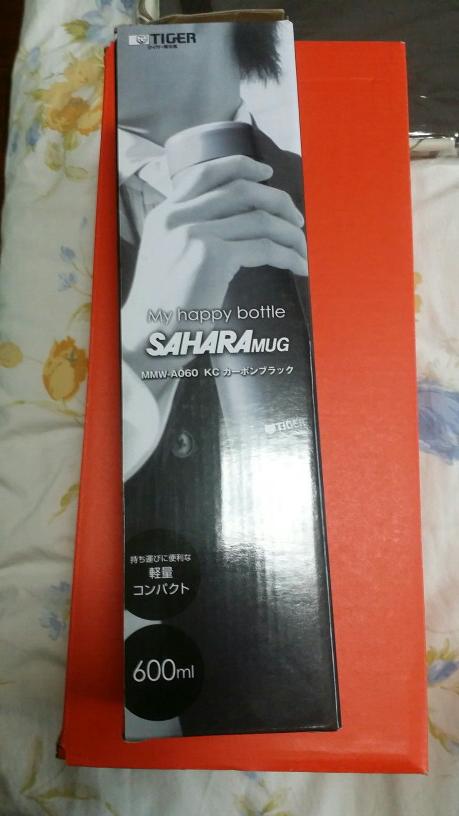 TIGER
タイガー魔法瓶
My happy bottle
SAHARA MUG
MMW-A060 KC カーボンブラック
TIGER
持ち運びに便利な
軽量
コンパクト
600ml